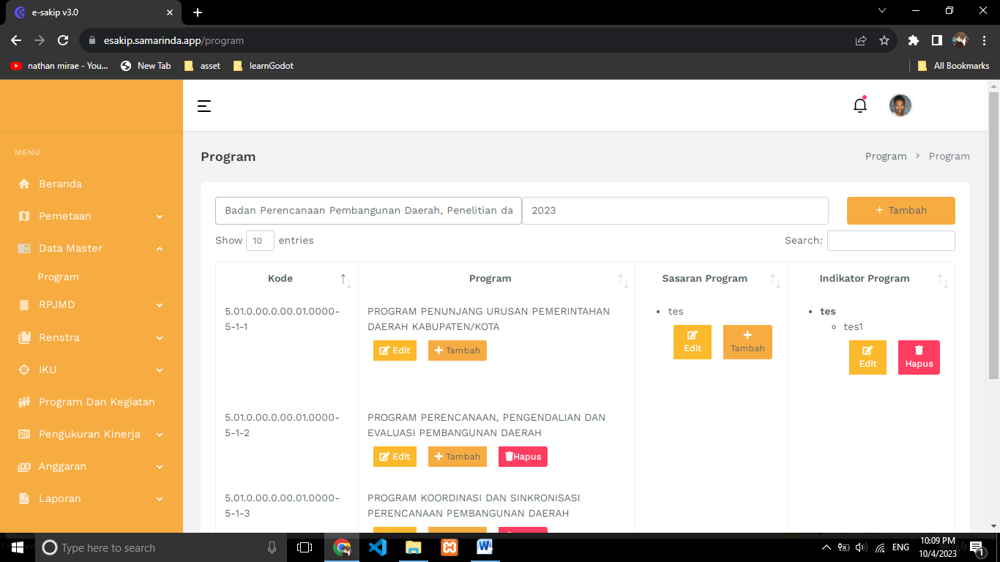 e-sakip v3.0
esakip.samarinda.app/program
nathan mirae - You...
New Tab
asset
learnGodot
All Bookmarks
MENU
Beranda
Pemetaan
Data Master
Program
RPJMD
Renstra
IKU
Program Dan Kegiatan
Pengukuran Kinerja
Anggaran
Laporan
Program
Program > Program
Badan Perencanaan Pembangunan Daerah, Penelitian da
2023
+ Tambah
Show 10 entries
Search:
Kode Program Sasaran Program Indikator Program
5.01.0.00.0.00.01.0000-
5-1-1
PROGRAM PENUNJANG URUSAN PEMERINTAHAN
DAERAH KABUPATEN/KOTA
Edit
+ Tambah
• tes
Edit
+
Tambah
• tes
◦ tes1
Edit
Hapus
5.01.0.00.0.00.01.0000-
5-1-2
PROGRAM PERENCANAAN, PENGENDALIAN DAN
EVALUASI PEMBANGUNAN DAERAH
Edit
+ Tambah
Hapus
5.01.0.00.0.00.01.0000-
5-1-3
PROGRAM KOORDINASI DAN SINKRONISASI
PERENCANAAN PEMBANGUNAN DAERAH
Type here to search
ENG
10:09 PM
10/4/2023
1